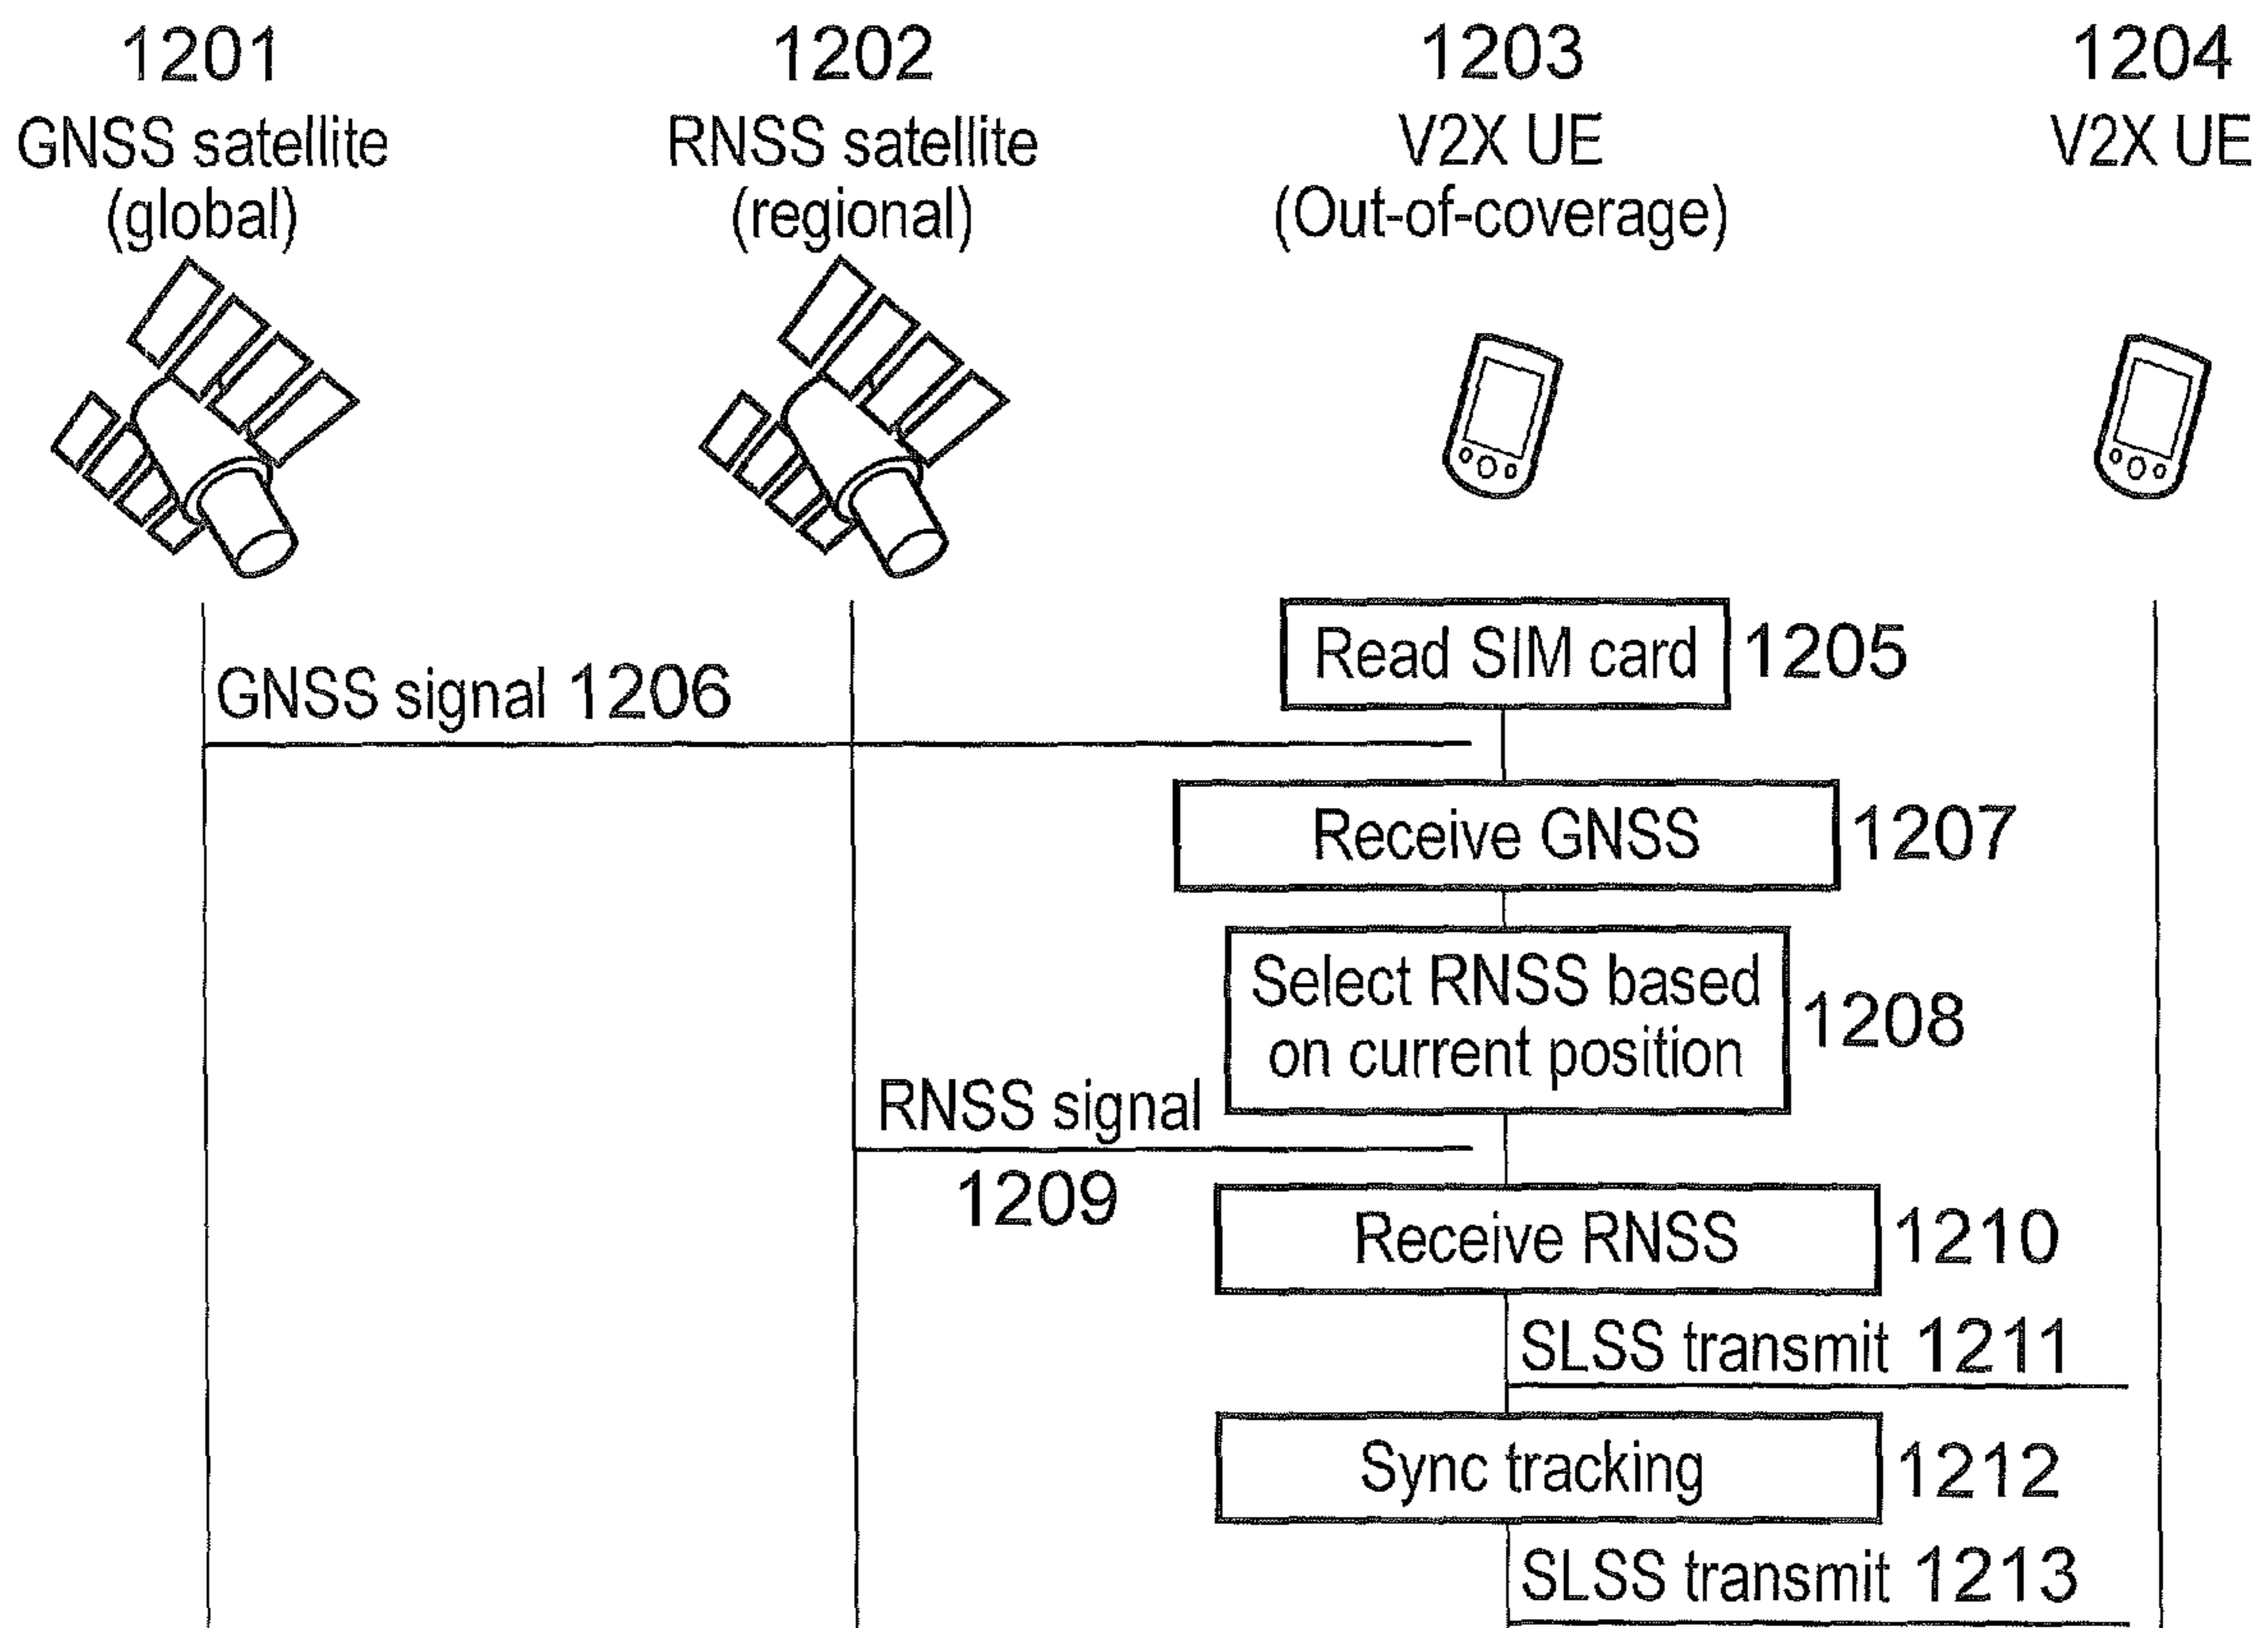 1201
GNSS satellite
(global)
1202
RNSS satellite
(regional)
1203
V2X UE
(Out-of-coverage)
1204
V2X UE
Read SIM card 1205
GNSS signal 1206
Receive GNSS 1207
Select RNSS based
on current position
1208
RNSS signal
1209
Receive RNSS 1210
SLSS transmit 1211
Sync tracking 1212
SLSS transmit 1213